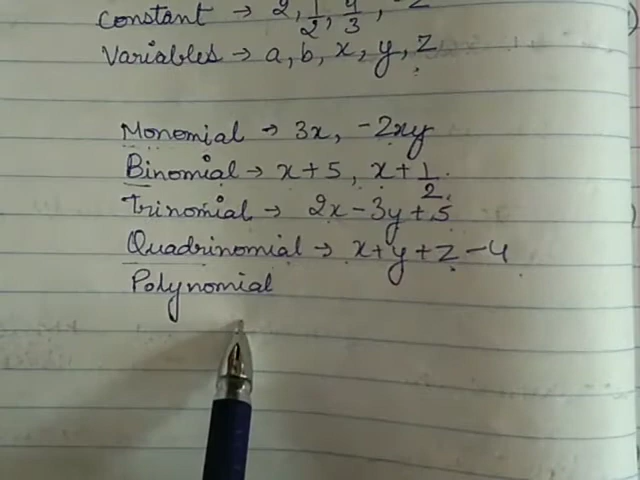 Constant → 2, 1/2, 4/3, -2
Variables → a, b, x, y, z
Monomial → 3x, -2xy
Binomial → x+5, x+1/2.
Trinomial → 2x-3y+5
Quadrinomial → x+y+z-4
Polynomial